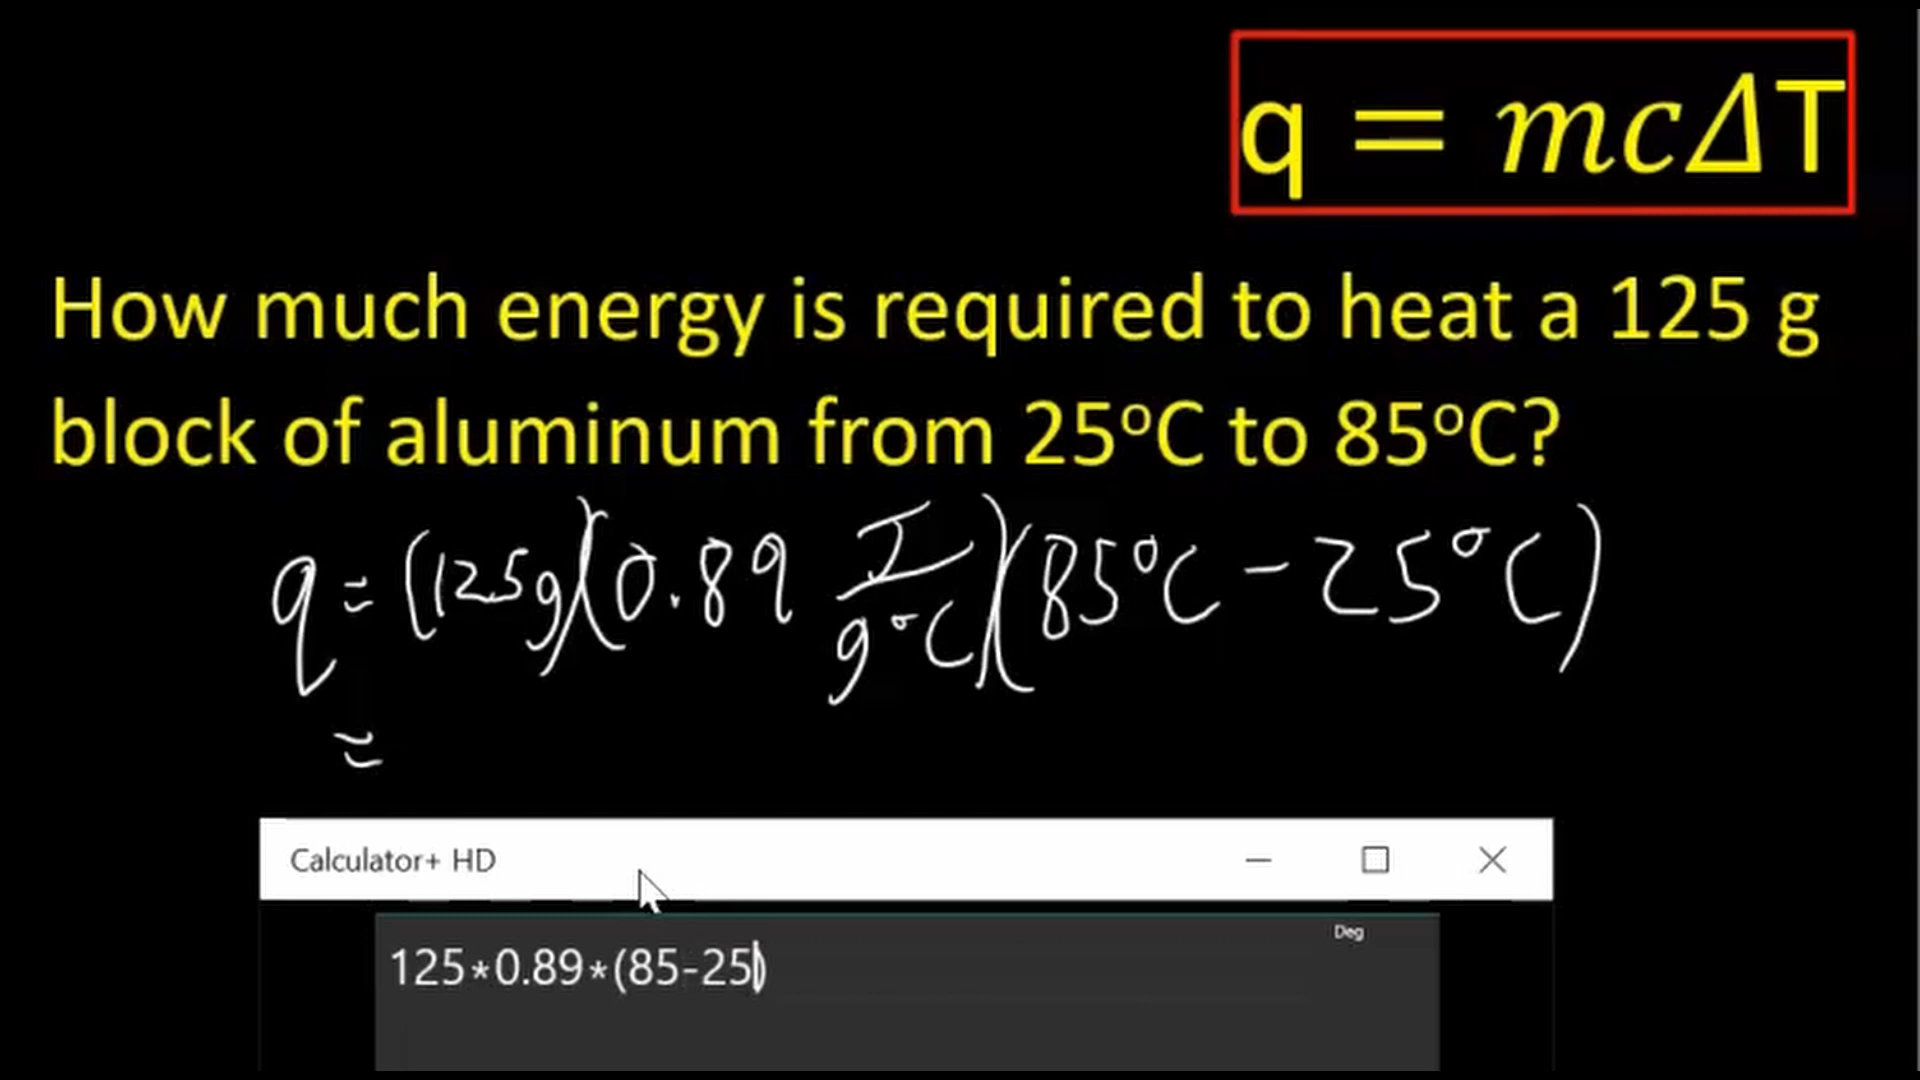 q = mcΔT
How much energy is required to heat a 125 g
block of aluminum from 25°C to 85°C?
q = (125g)(0.89 J/g°C)(85°C - 25°C)
=
Calculator+ HD
Deg
125*0.89*(85-25)